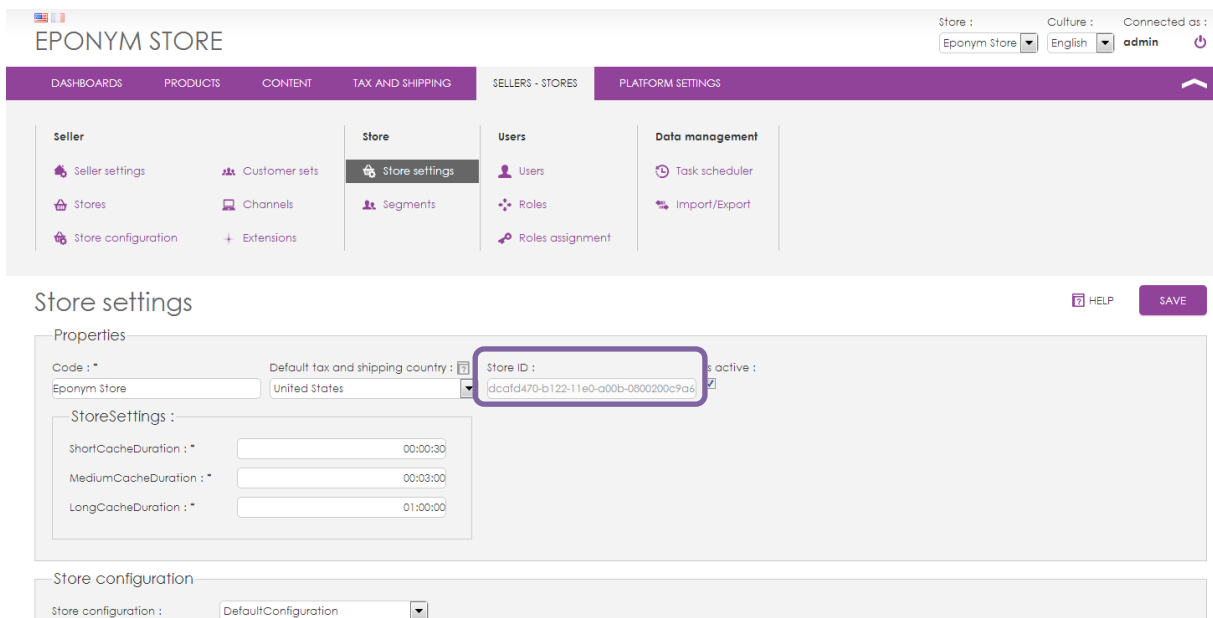 Store : Culture : Connected as :
EPONYM STORE
Eponym Store English admin
DASHBOARDS PRODUCTS CONTENT TAX AND SHIPPING SELLERS - STORES PLATFORM SETTINGS
Seller Store Users Data management
Seller settings Customer sets Store settings Users Task scheduler
Stores Channels Segments Roles Import/Export
Store configuration Extensions Roles assignment
Store settings
? HELP SAVE
Properties
Code : * Default tax and shipping country : ? Store ID : s active :
Eponym Store United States dcafd470-b122-11e0-a00b-0800200c9a6
StoreSettings :
ShortCacheDuration : * 00:00:30
MediumCacheDuration : * 00:03:00
LongCacheDuration : * 01:00:00
Store configuration
Store configuration : DefaultConfiguration